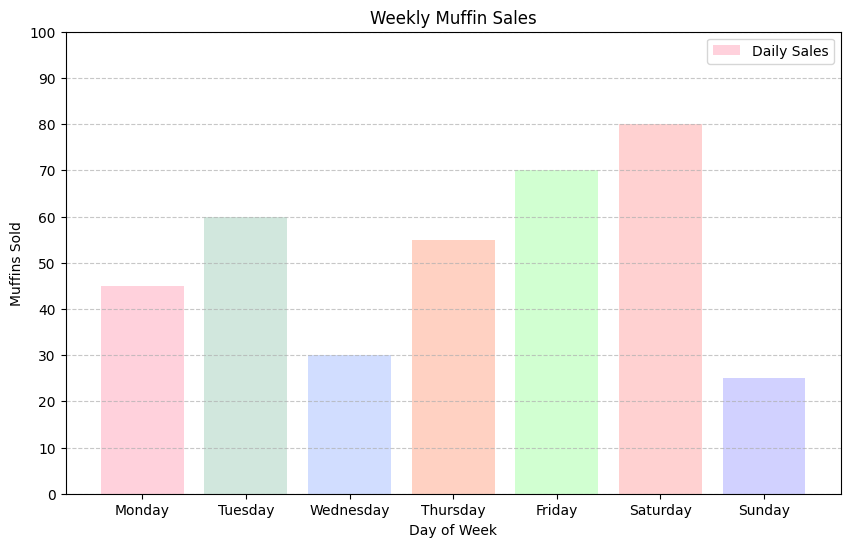 Weekly Muffin Sales
Daily Sales
Muffins Sold
100
90
80
70
60
50
40
30
20
10
0
Monday Tuesday Wednesday Thursday Friday Saturday Sunday
Day of Week